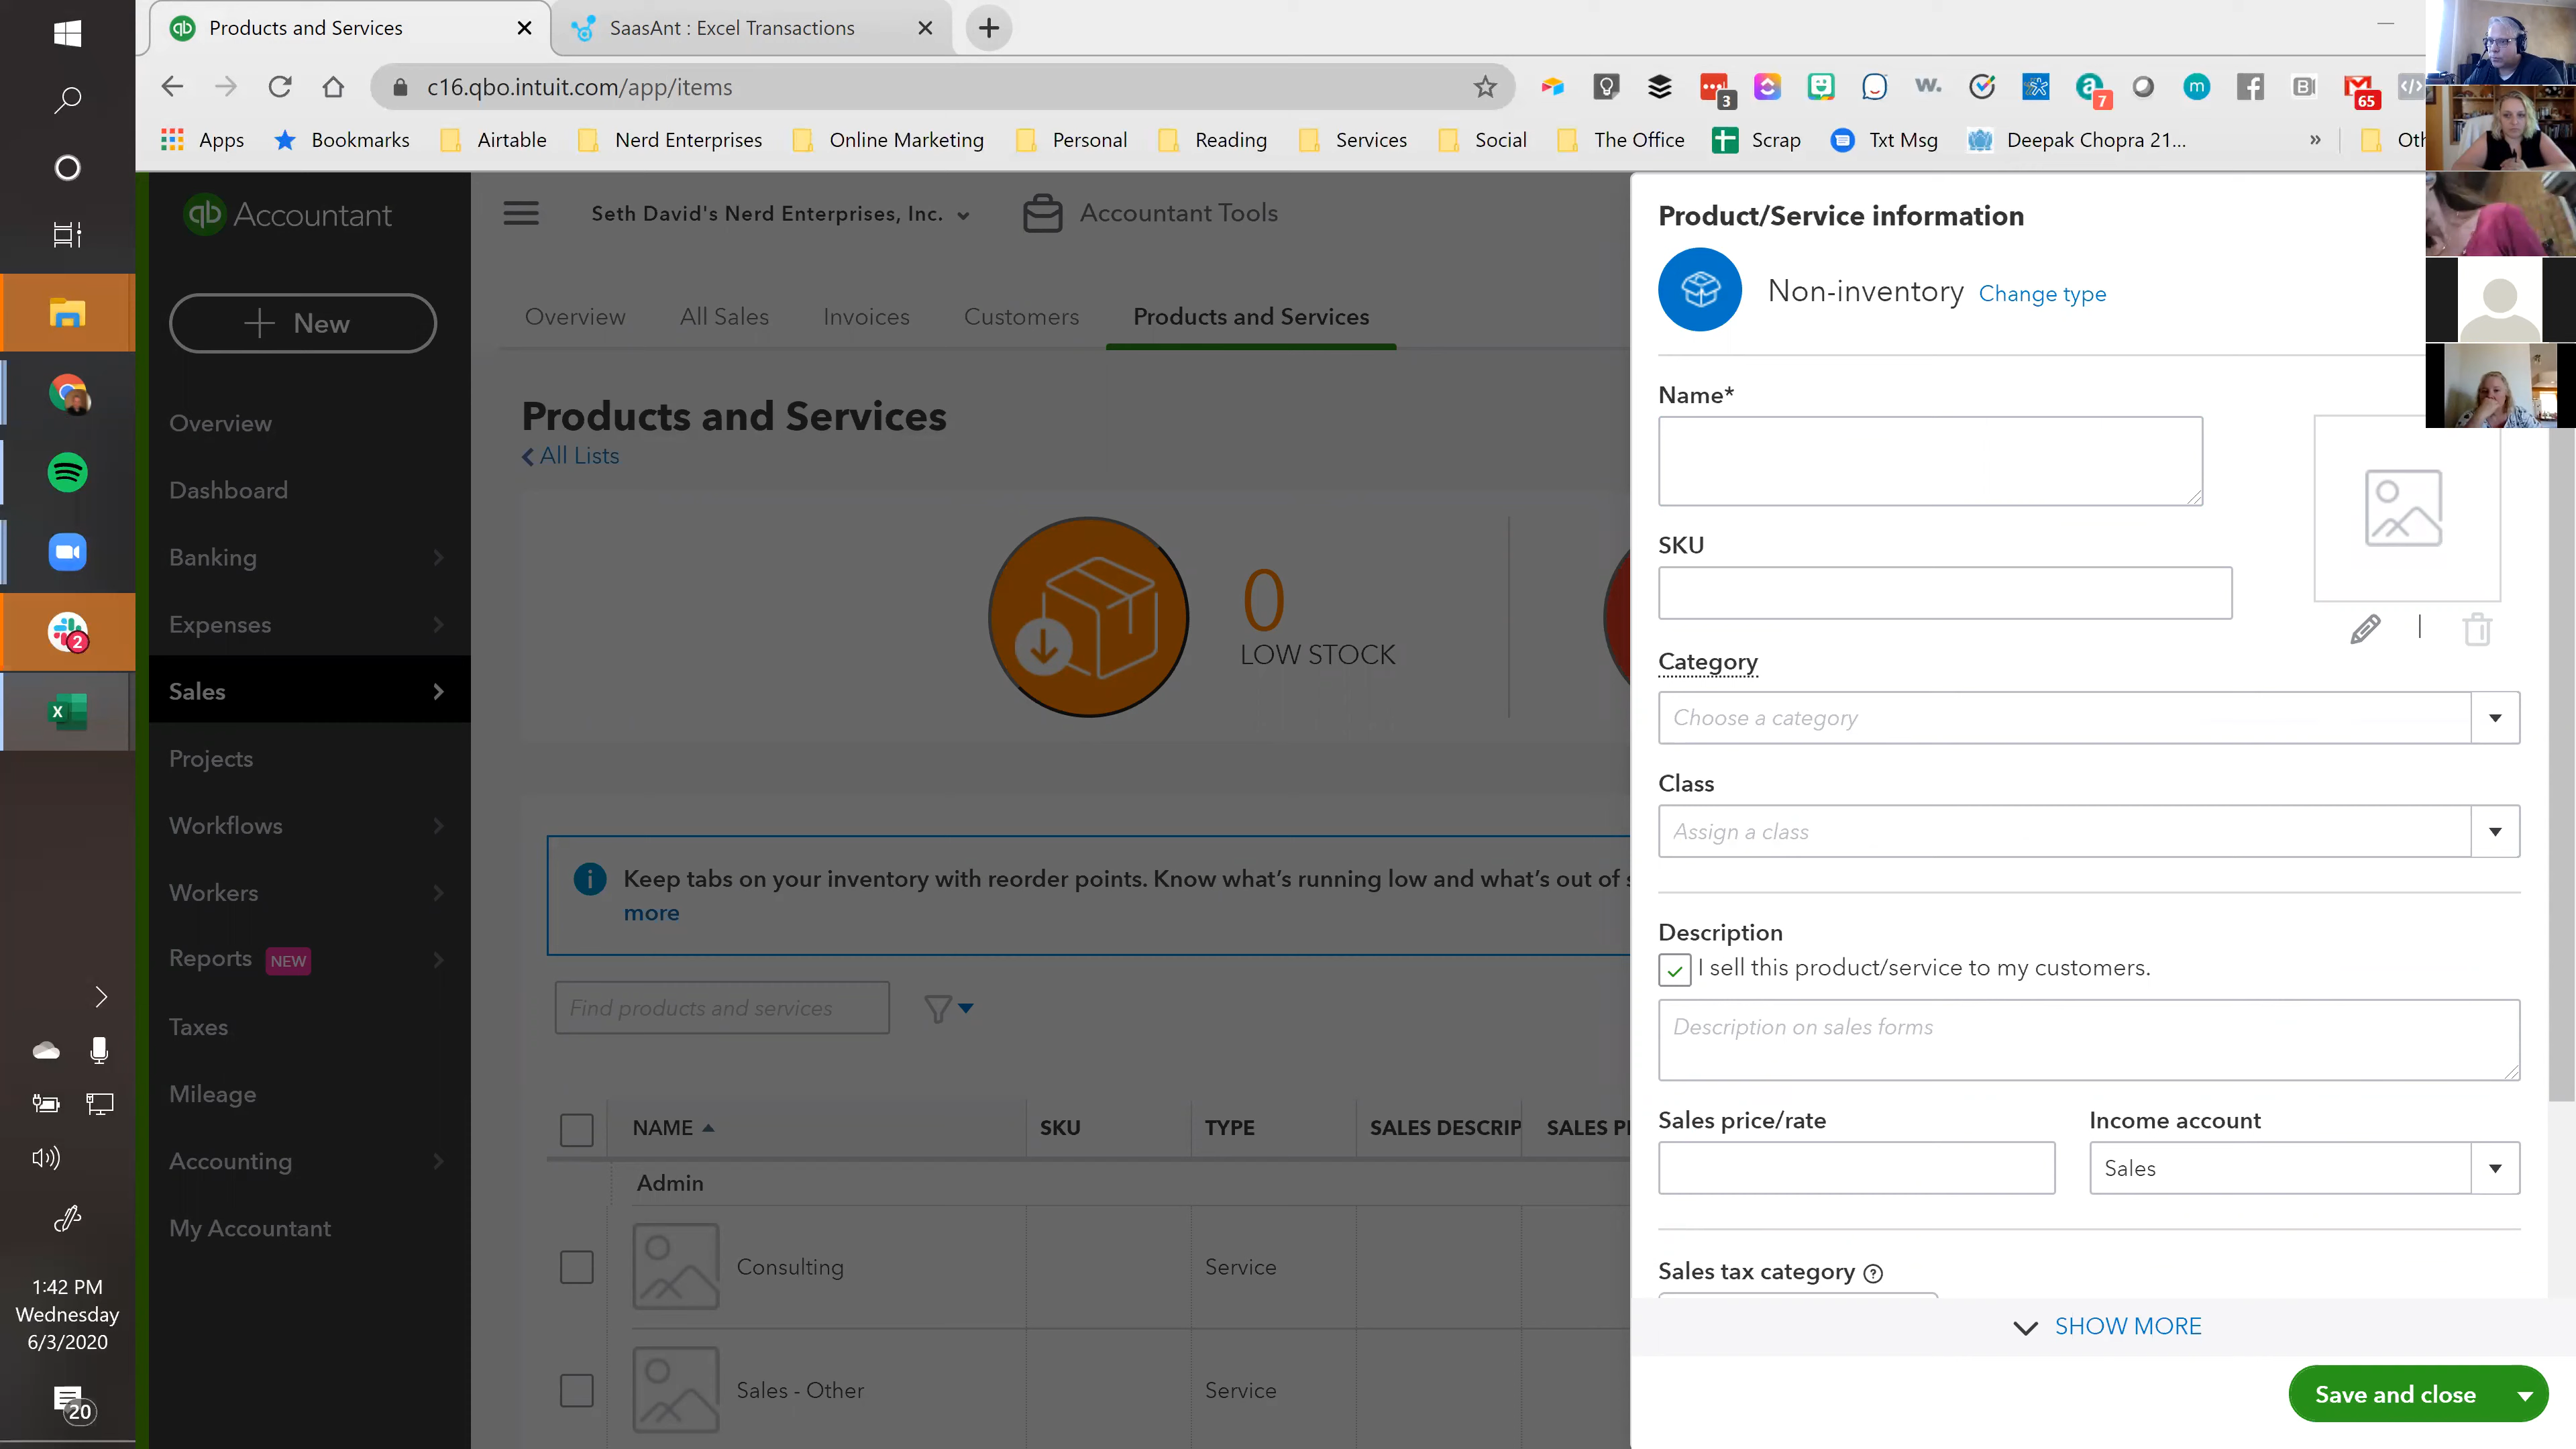 Products and Services
SaasAnt : Excel Transactions
c16.qbo.intuit.com/app/items
3
7
65
Apps
Bookmarks
Airtable
Nerd Enterprises
Online Marketing
Personal
Reading
Services
Social
The Office
Scrap
Txt Msg
Deepak Chopra 21...
»
qb Accountant
Seth David's Nerd Enterprises, Inc.
Accountant Tools
New
Overview
Dashboard
Banking
Expenses
Sales
Projects
Workflows
Workers
Reports NEW
Taxes
Mileage
Accounting
My Accountant
Overview
All Sales
Invoices
Customers
Products and Services
Products and Services
All Lists
0
LOW STOCK
Keep tabs on your inventory with reorder points. Know what's running low and what's out of
more
Find products and services
NAME
SKU
TYPE
SALES DESCRIP
SALES
Admin
Consulting
Service
Sales - Other
Service
Product/Service information
Non-inventory Change type
Name*
SKU
Category
Choose a category
Class
Assign a class
Description
I sell this product/service to my customers.
Description on sales forms
Sales price/rate
Income account
Sales
Sales tax category
SHOW MORE
Save and close
2
1:42 PM
Wednesday
6/3/2020
20